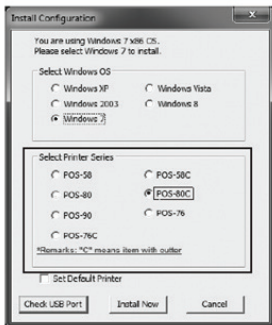 Install Configuration
You are using Windows 7 x86 OS.
Please select Windows 7 to install.
Select Windows OS
Windows XP
Windows Vista
Windows 2003
Windows 8
Windows 7
Select Printer Series
POS-58
POS-58C
POS-80
POS-80C
POS-90
POS-76
POS-76C
*Remarks: "C" means item with cutter
Set Default Printer
Check USB Port
Install Now
Cancel